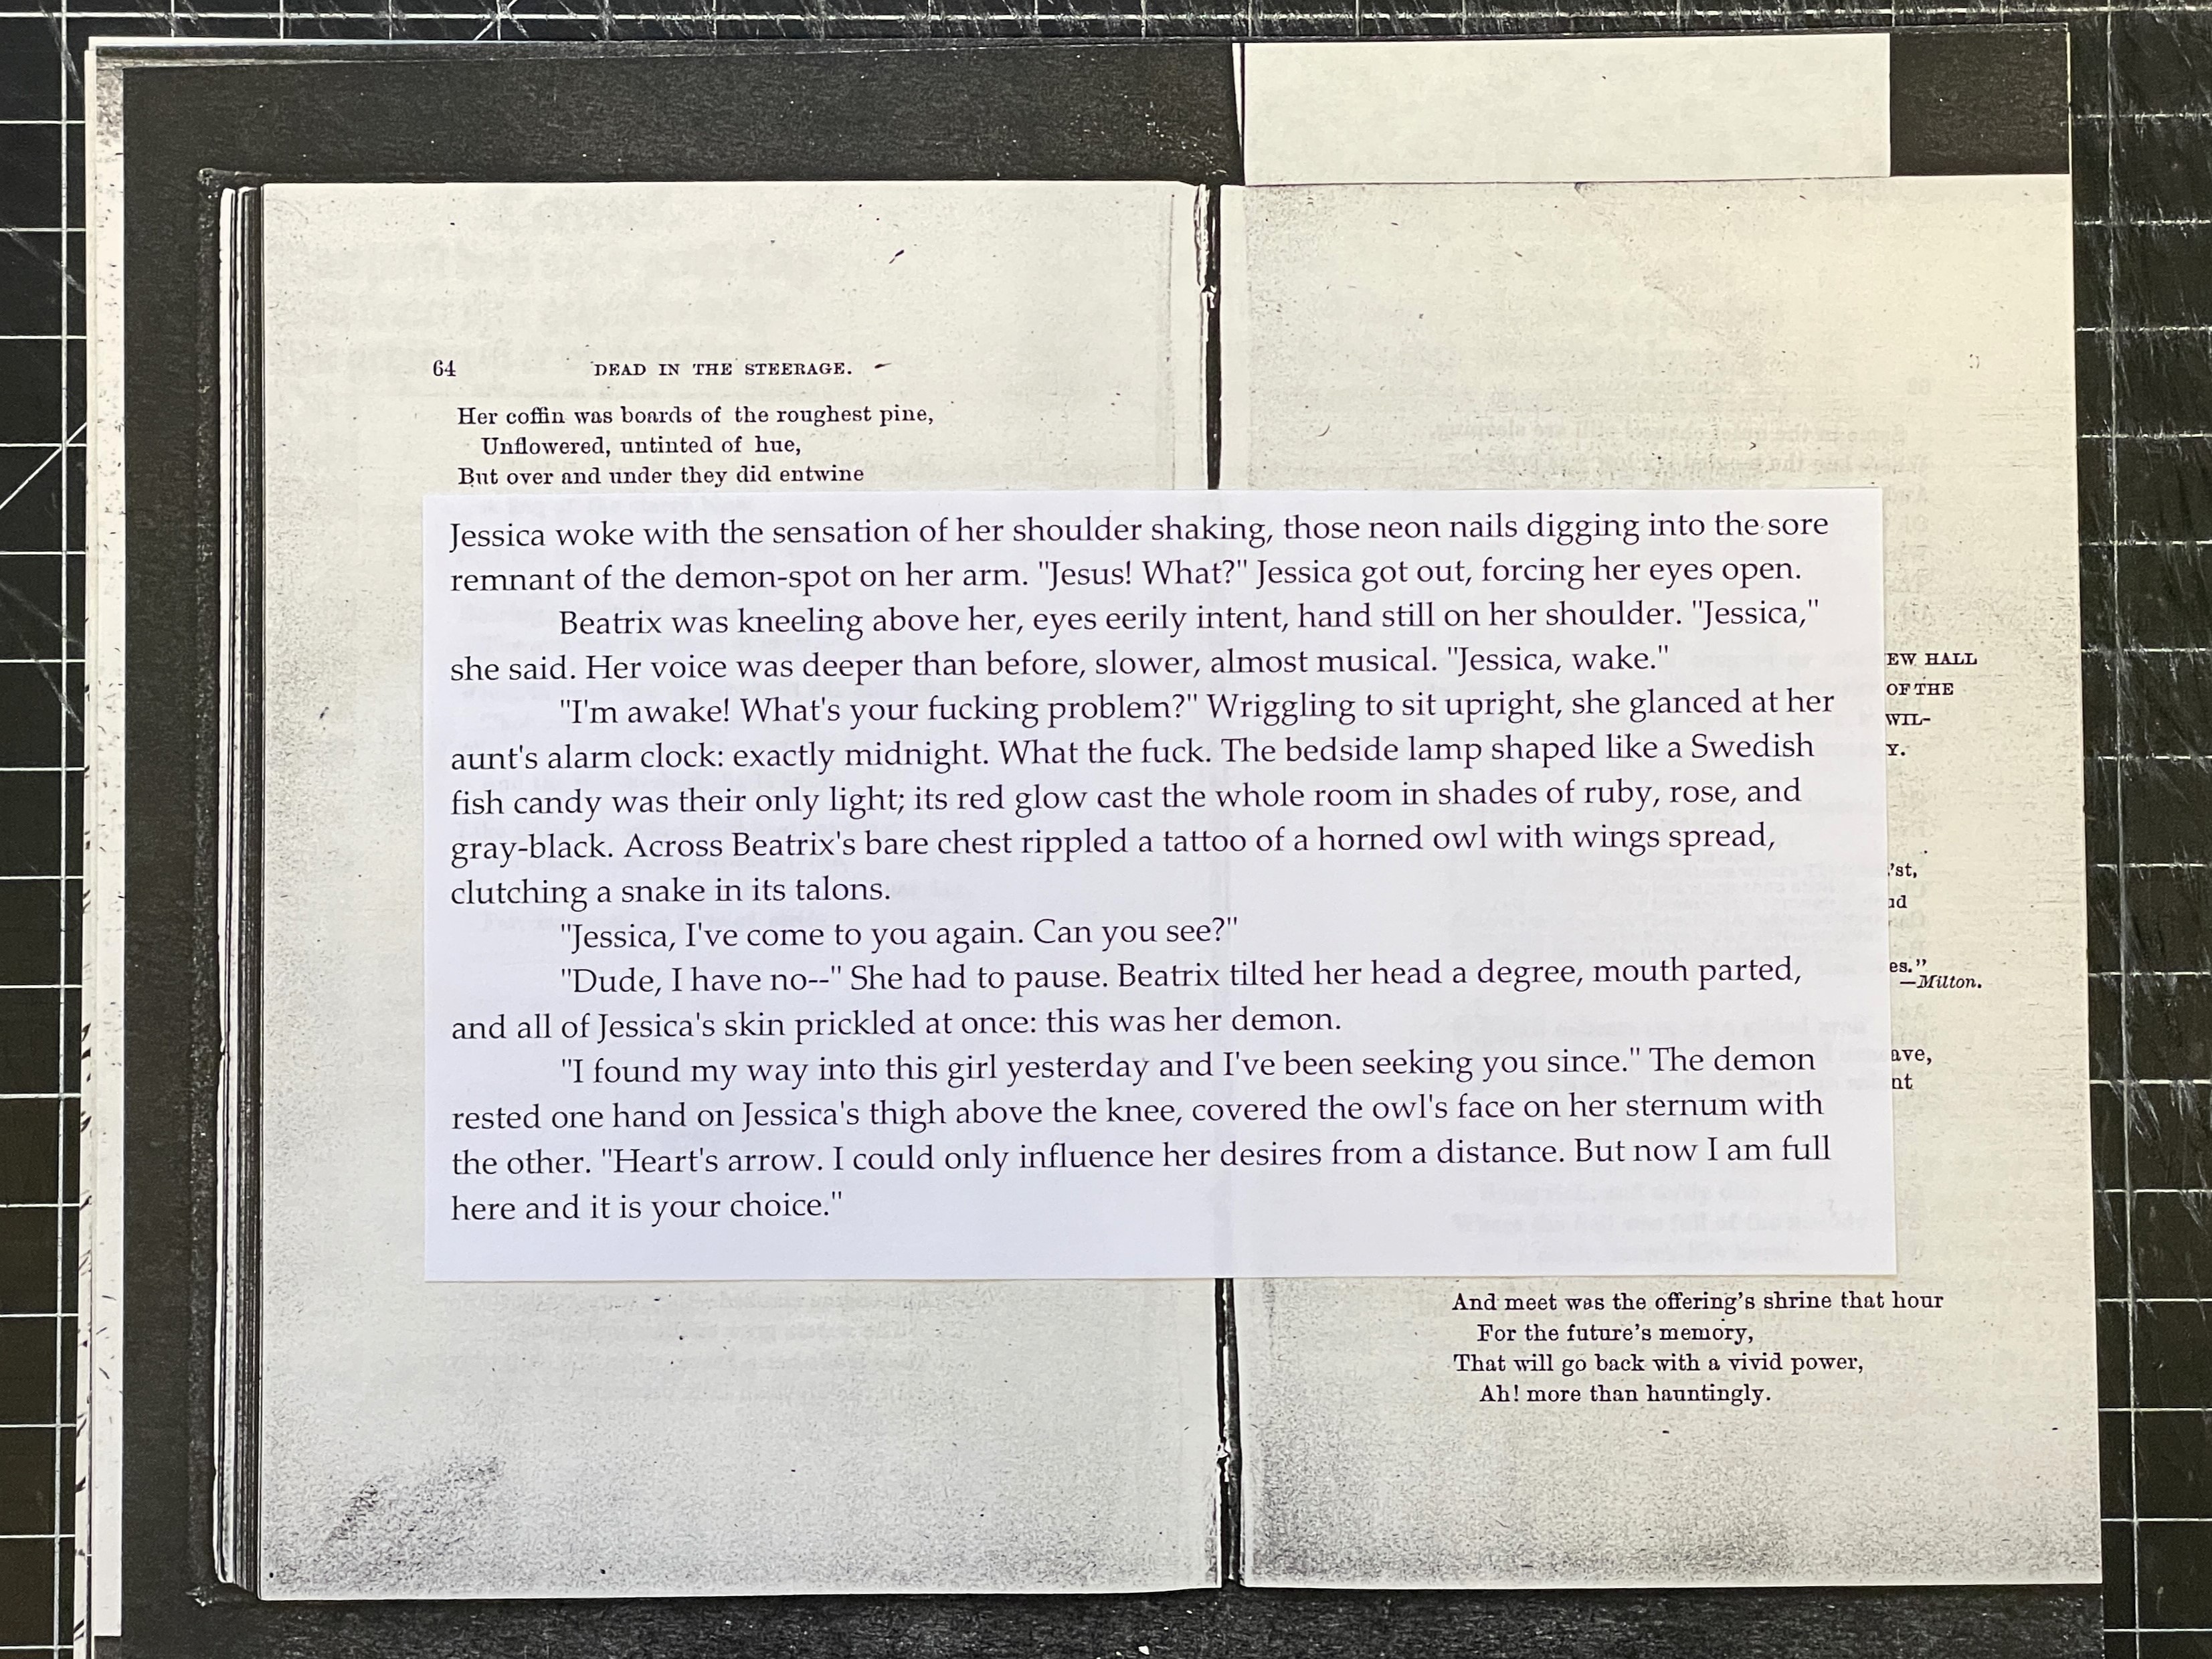 64 DEAD IN THE STEERAGE.
Her coffin was boards of the roughest pine,
Unflowered, untinted of hue,
But over and under they did entwine
Jessica woke with the sensation of her shoulder shaking, those neon nails digging into the sore
remnant of the demon-spot on her arm. "Jesus! What?" Jessica got out, forcing her eyes open.
Beatrix was kneeling above her, eyes eerily intent, hand still on her shoulder. "Jessica,"
she said. Her voice was deeper than before, slower, almost musical. "Jessica, wake."
"I'm awake! What's your fucking problem?" Wriggling to sit upright, she glanced at her
aunt's alarm clock: exactly midnight. What the fuck. The bedside lamp shaped like a Swedish
fish candy was their only light; its red glow cast the whole room in shades of ruby, rose, and
gray-black. Across Beatrix's bare chest rippled a tattoo of a horned owl with wings spread,
clutching a snake in its talons.
"Jessica, I've come to you again. Can you see?"
"Dude, I have no--" She had to pause. Beatrix tilted her head a degree, mouth parted,
and all of Jessica's skin prickled at once: this was her demon.
"I found my way into this girl yesterday and I've been seeking you since." The demon
rested one hand on Jessica's thigh above the knee, covered the owl's face on her sternum with
the other. "Heart's arrow. I could only influence her desires from a distance. But now I am full
here and it is your choice."
EW HALL
OF THE
WIL-
Y.
'st,
nd
es."
—Milton.
ave,
nt
And meet was the offering's shrine that hour
For the future's memory,
That will go back with a vivid power,
Ah! more than hauntingly.